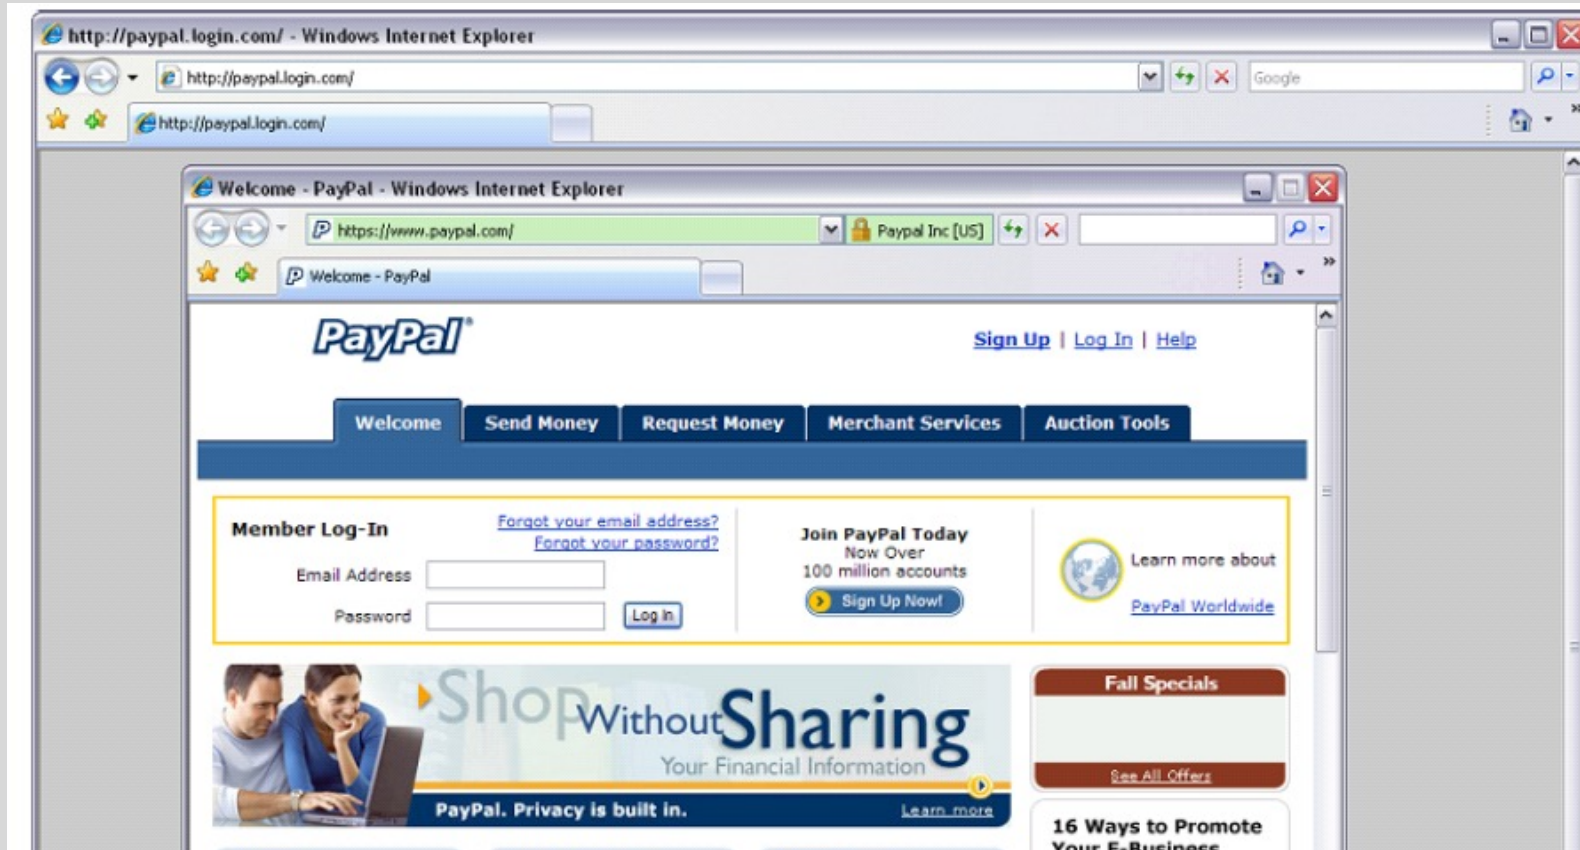 http://paypal.login.com/ - Windows Internet Explorer
http://paypal.login.com/
Google
http://paypal.login.com/
Welcome - PayPal - Windows Internet Explorer
https://www.paypal.com/
Paypal Inc [US]
Welcome - PayPal
PayPal
Sign Up | Log In | Help
Welcome
Send Money
Request Money
Merchant Services
Auction Tools
Member Log-In
Forgot your email address?
Forgot your password?
Email Address
Password
Log In
Join PayPal Today
Now Over
100 million accounts
Sign Up Now!
Learn more about
PayPal Worldwide
Shop Without Sharing
Your Financial Information
PayPal. Privacy is built in.
Learn more
Fall Specials
See All Offers
16 Ways to Promote
Your E-Business